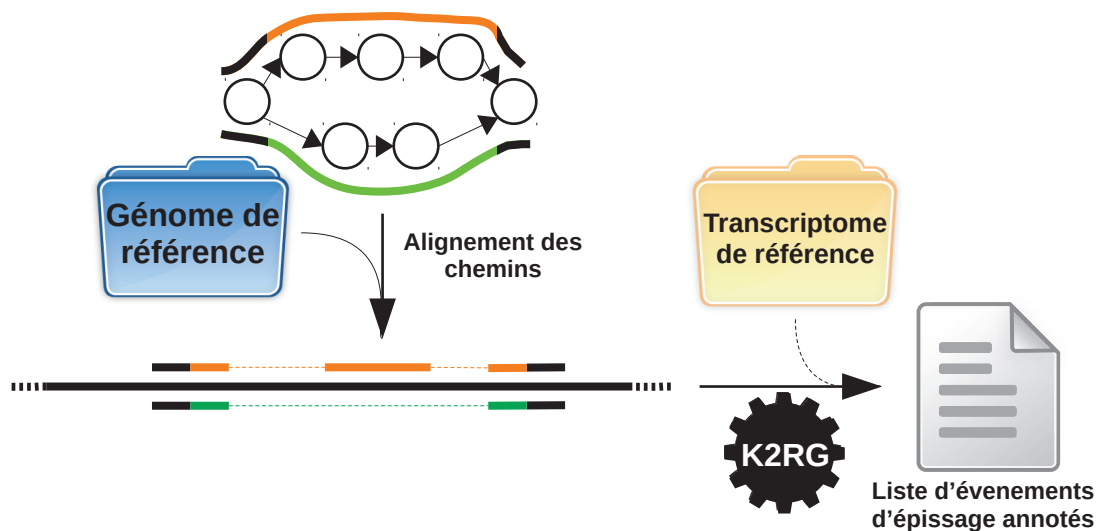 Génome de
référence
Alignement des
chemins
Transcriptome
de référence
K2RG
Liste d'évenements
d'épissage annotés